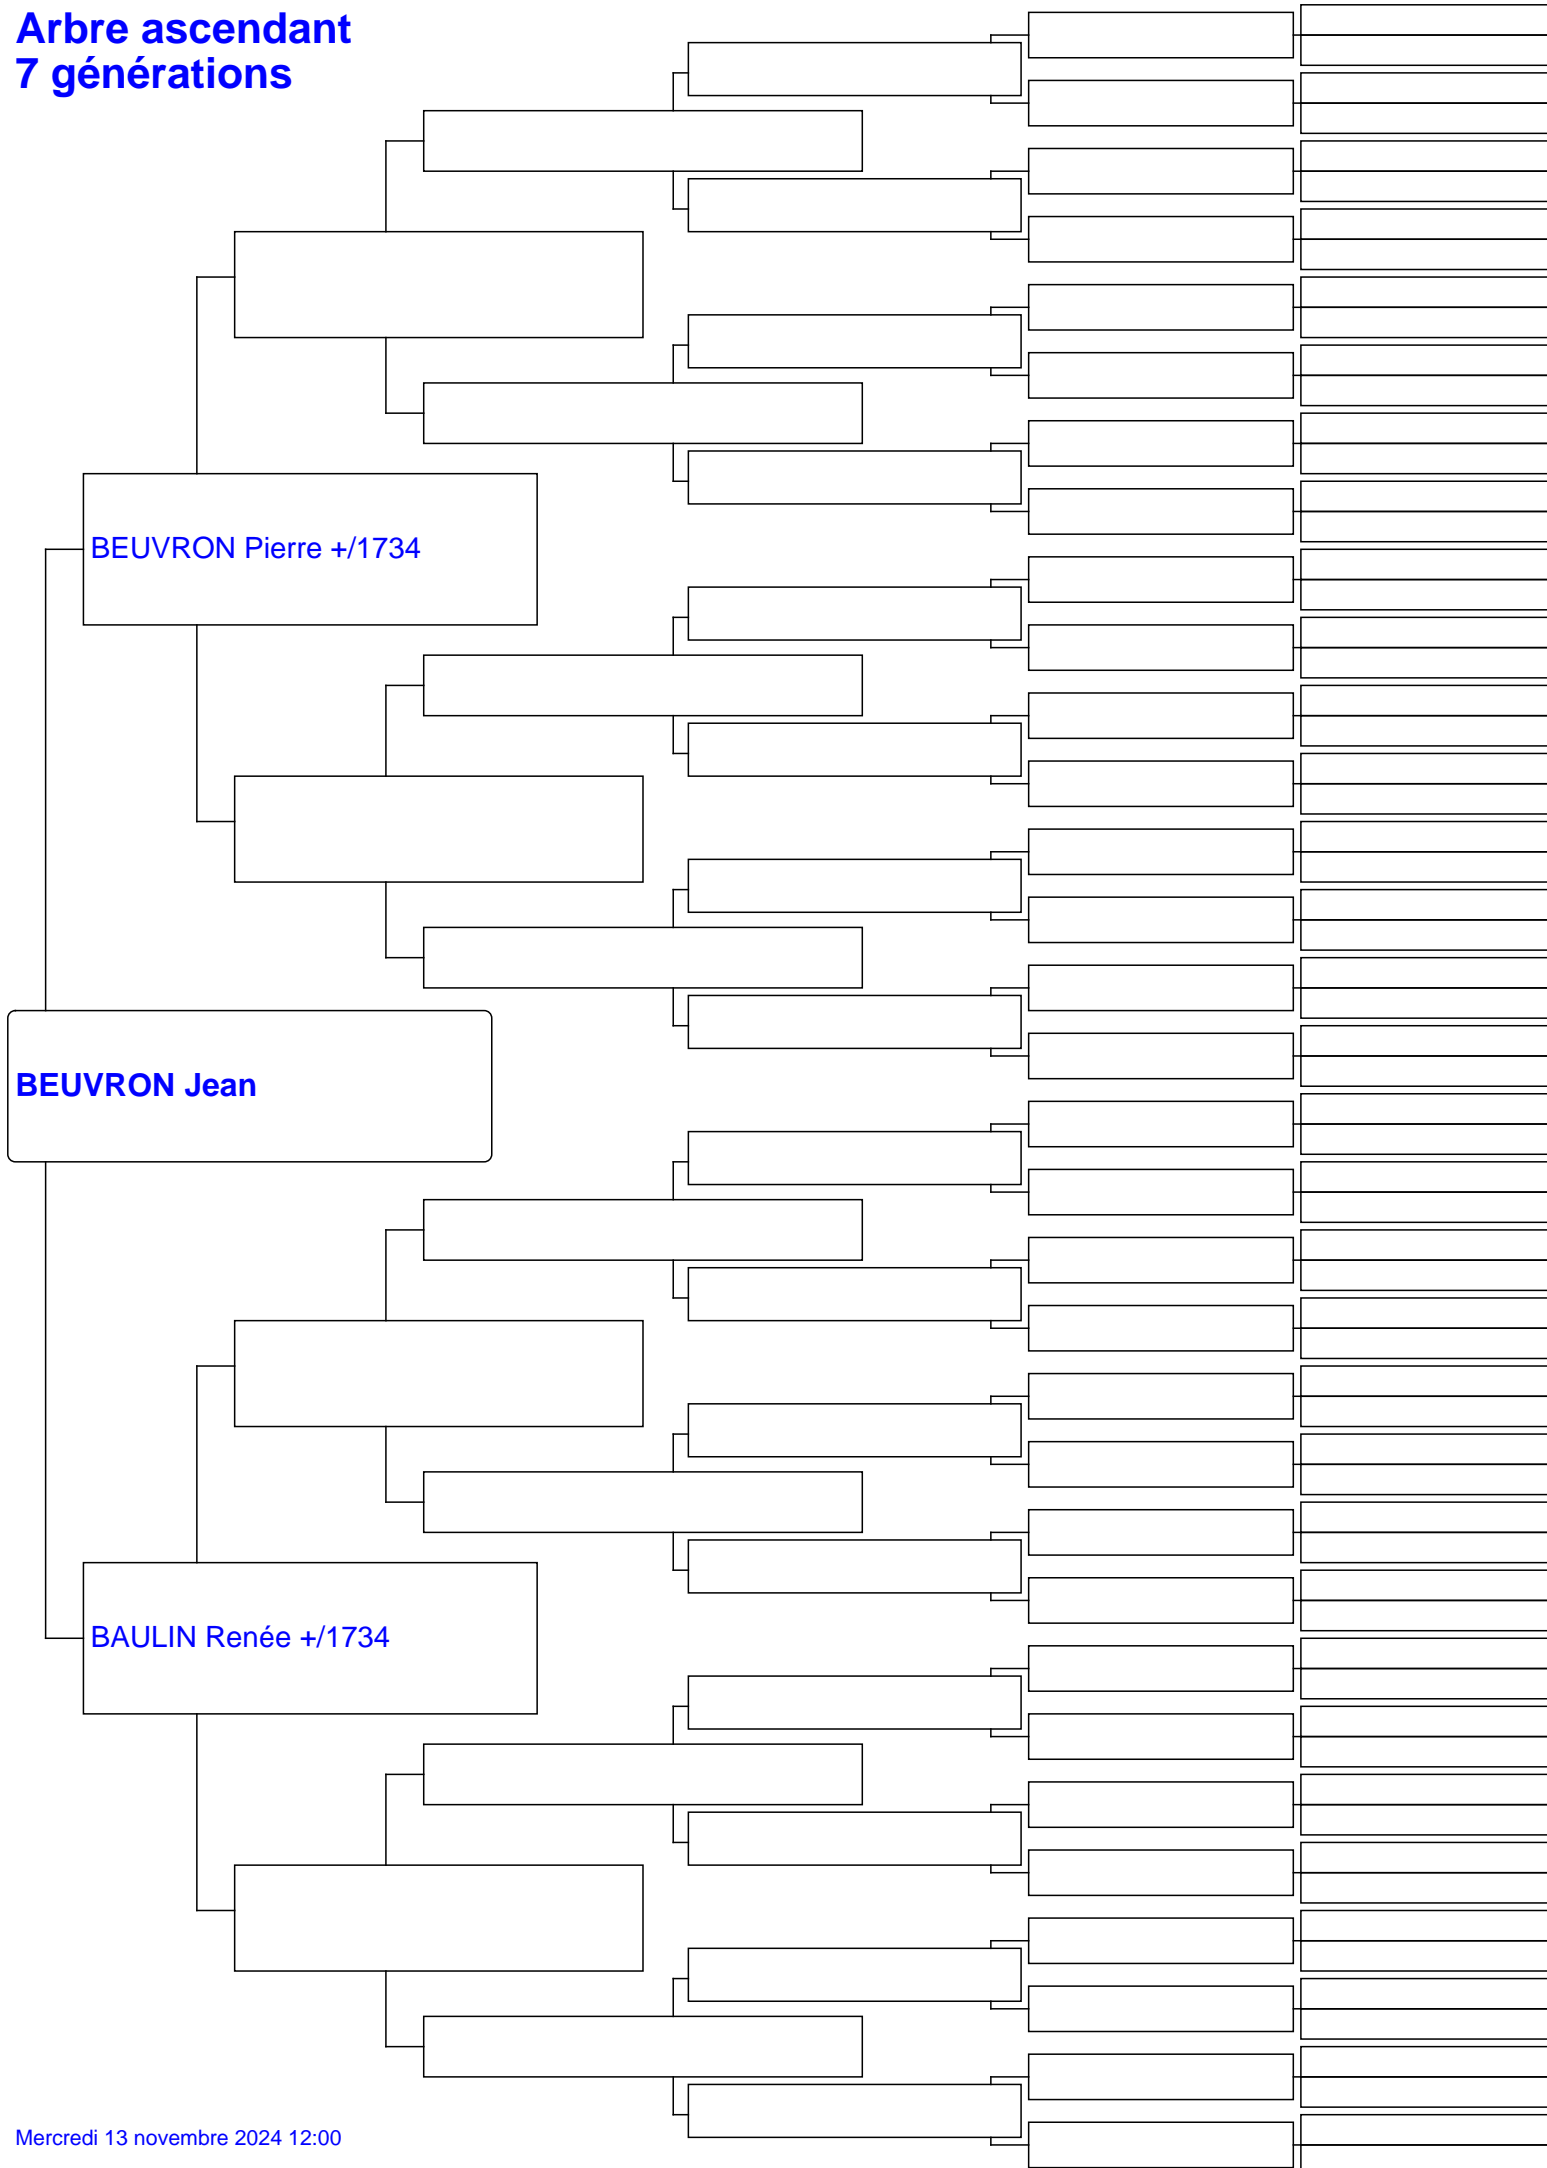 Arbre ascendant
7 générations
BEUVRON Pierre +/1734
BEUVRON Jean
BAULIN Renée +/1734
Mercredi 13 novembre 2024 12:00